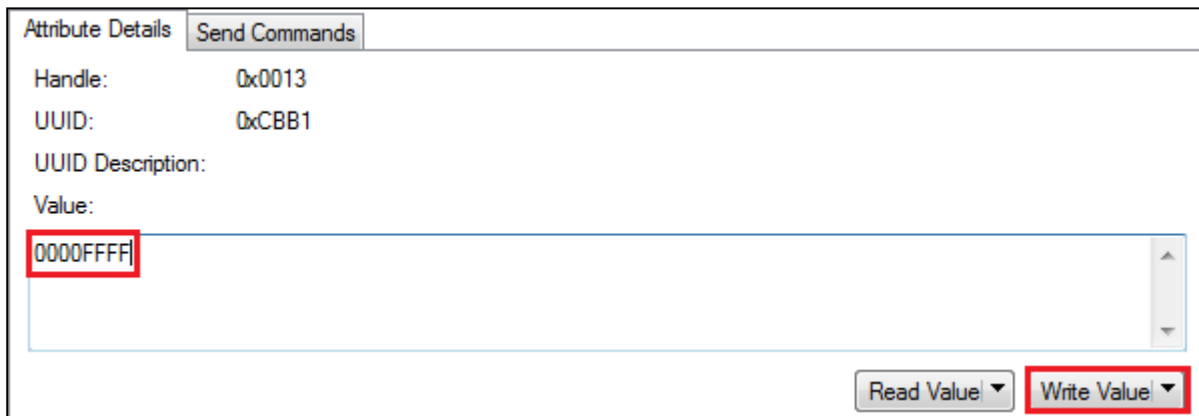 Attribute Details Send Commands
Handle: 0x0013
UUID: 0xCBB1
UUID Description:
Value:
0000FFFF
Read Value Write Value